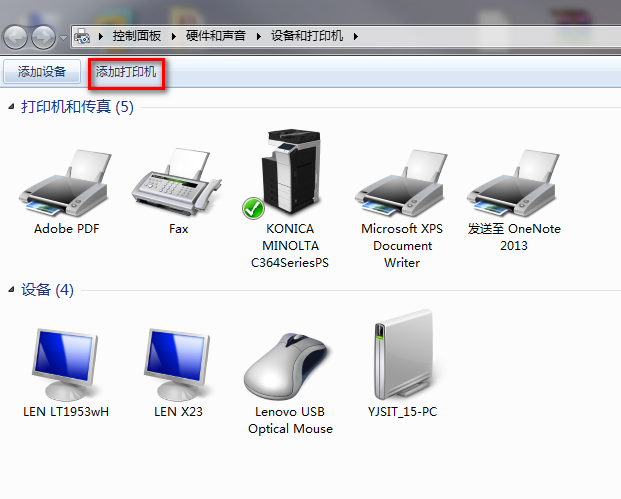 控制面板 硬件和声音 设备和打印机
添加设备 添加打印机
打印机和传真 (5)
Adobe PDF
Fax
KONICA
MINOLTA
C364SeriesPS
Microsoft XPS
Document
Writer
发送至 OneNote
2013
设备 (4)
LEN LT1953wH
LEN X23
Lenovo USB
Optical Mouse
YJSIT_15-PC